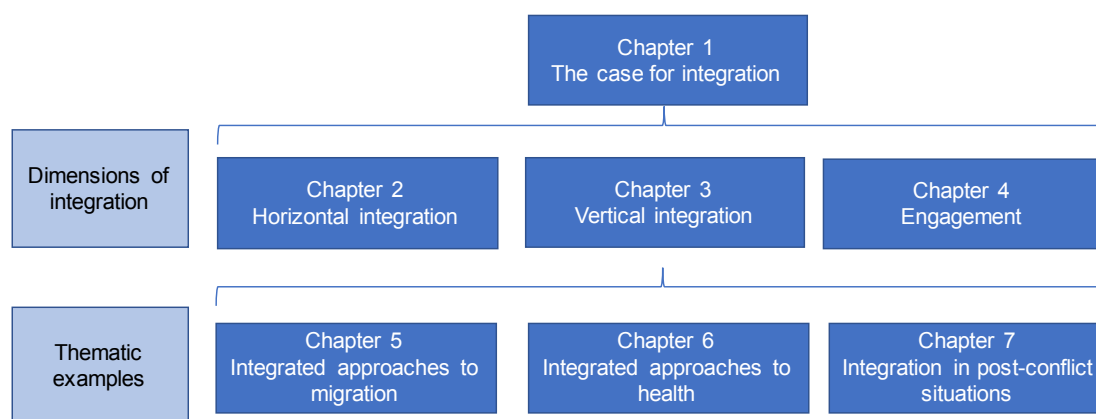 Chapter 1
The case for integration
Dimensions of
integration
Chapter 2
Horizontal integration
Chapter 3
Vertical integration
Chapter 4
Engagement
Thematic
examples
Chapter 5
Integrated approaches to
migration
Chapter 6
Integrated approaches to
health
Chapter 7
Integration in post-conflict
situations